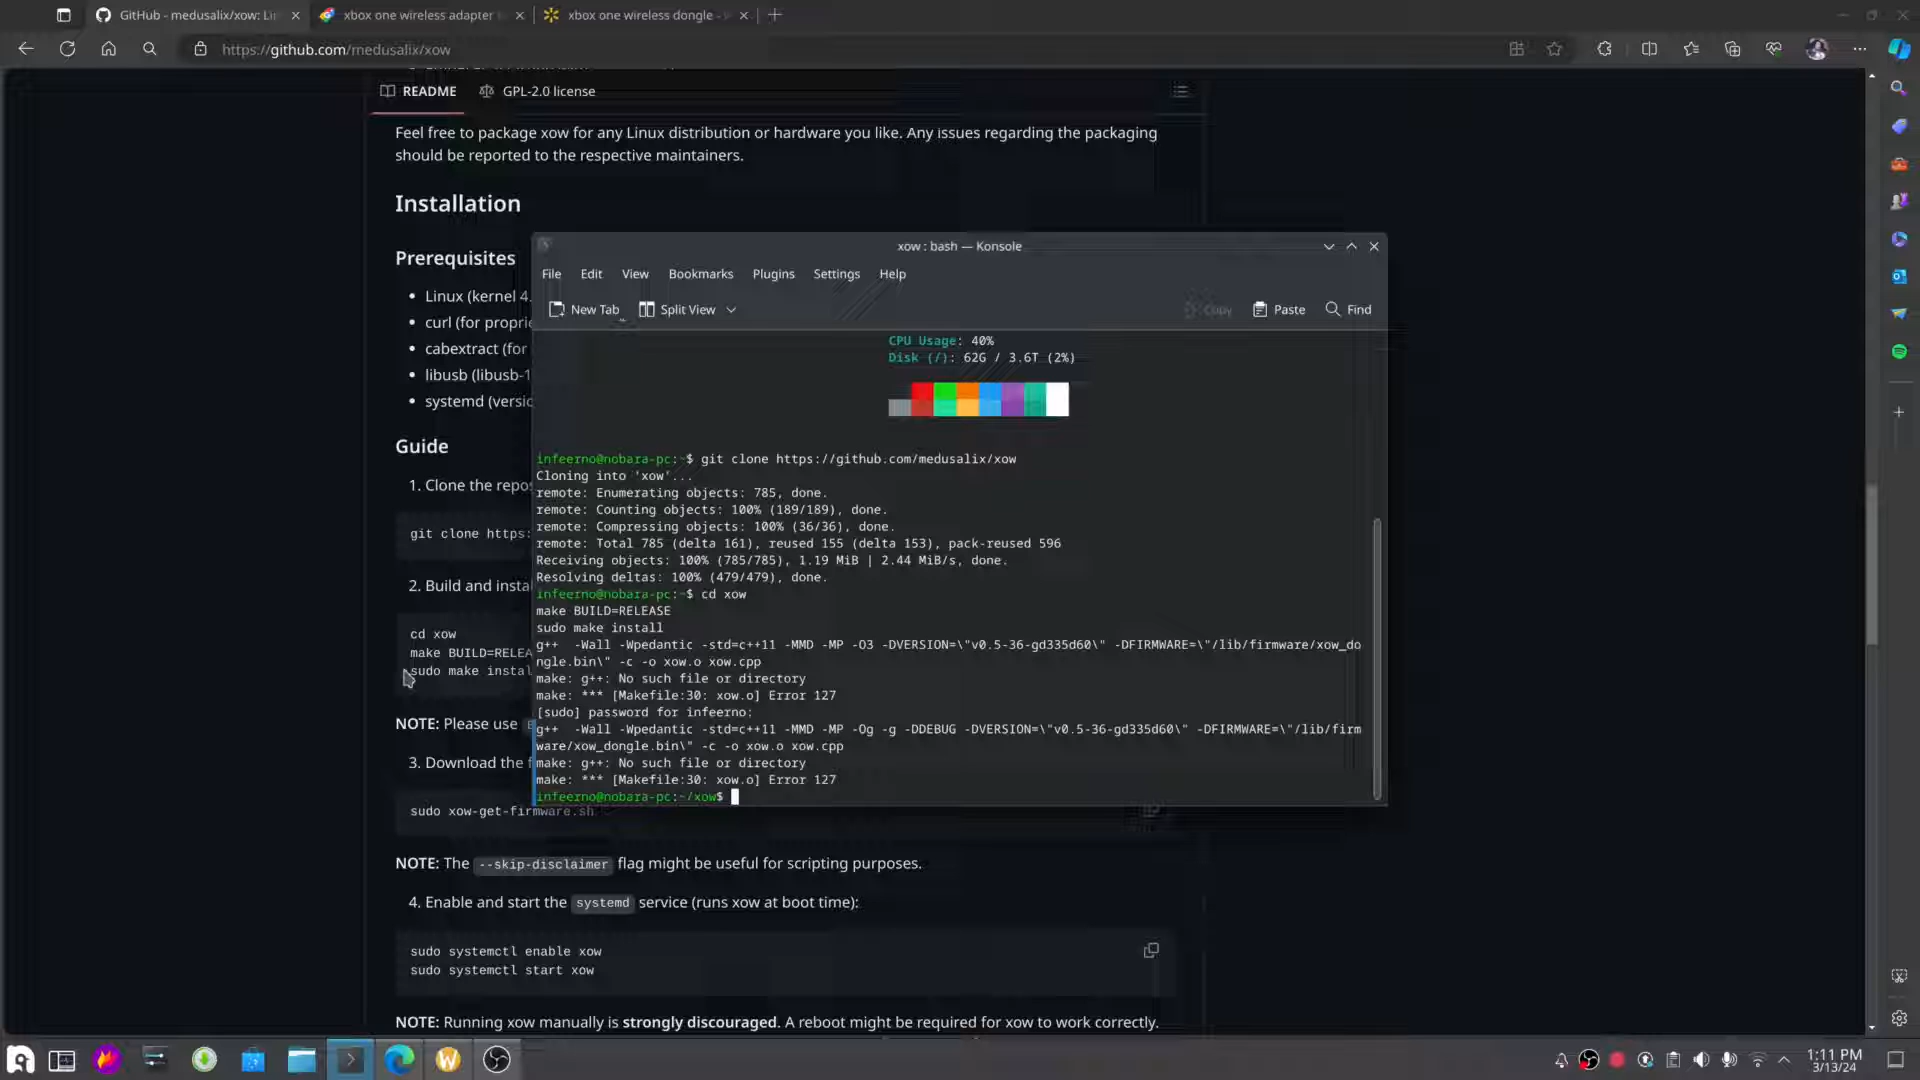 GitHub - medusalix/xow: Li
xbox one wireless adapter
xbox one wireless dongle -
https://github.com/medusalix/xow
README
GPL-2.0 license
Feel free to package xow for any Linux distribution or hardware you like. Any issues regarding the packaging
should be reported to the respective maintainers.
Installation
Prerequisites
Linux (kernel 4.
curl (for proprie
cabextract (for
libusb (libusb-1
systemd (versio
Guide
1. Clone the repos
git clone https:
2. Build and insta
cd xow
make BUILD=RELEA
sudo make instal
NOTE: Please use
3. Download the f
sudo xow-get-firmware.sh
NOTE: The --skip-disclaimer flag might be useful for scripting purposes.
4. Enable and start the systemd service (runs xow at boot time):
sudo systemctl enable xow
sudo systemctl start xow
NOTE: Running xow manually is strongly discouraged. A reboot might be required for xow to work correctly.
xow : bash — Konsole
File Edit View Bookmarks Plugins Settings Help
New Tab Split View Copy Paste Find
CPU Usage: 40%
Disk (/): 62G / 3.6T (2%)
infeerno@nobara-pc:~$ git clone https://github.com/medusalix/xow
Cloning into 'xow'...
remote: Enumerating objects: 785, done.
remote: Counting objects: 100% (189/189), done.
remote: Compressing objects: 100% (36/36), done.
remote: Total 785 (delta 161), reused 155 (delta 153), pack-reused 596
Receiving objects: 100% (785/785), 1.19 MiB | 2.44 MiB/s, done.
Resolving deltas: 100% (479/479), done.
infeerno@nobara-pc:~$ cd xow
make BUILD=RELEASE
sudo make install
g++  -Wall -Wpedantic -std=c++11 -MMD -MP -O3 -DVERSION=\"v0.5-36-gd335d60\" -DFIRMWARE=\"/lib/firmware/xow_do
ngle.bin\" -c -o xow.o xow.cpp
make: g++: No such file or directory
make: *** [Makefile:30: xow.o] Error 127
[sudo] password for infeerno:
g++  -Wall -Wpedantic -std=c++11 -MMD -MP -Og -g -DDEBUG -DVERSION=\"v0.5-36-gd335d60\" -DFIRMWARE=\"/lib/firm
ware/xow_dongle.bin\" -c -o xow.o xow.cpp
make: g++: No such file or directory
make: *** [Makefile:30: xow.o] Error 127
infeerno@nobara-pc:~/xow$
1:11 PM
3/13/24